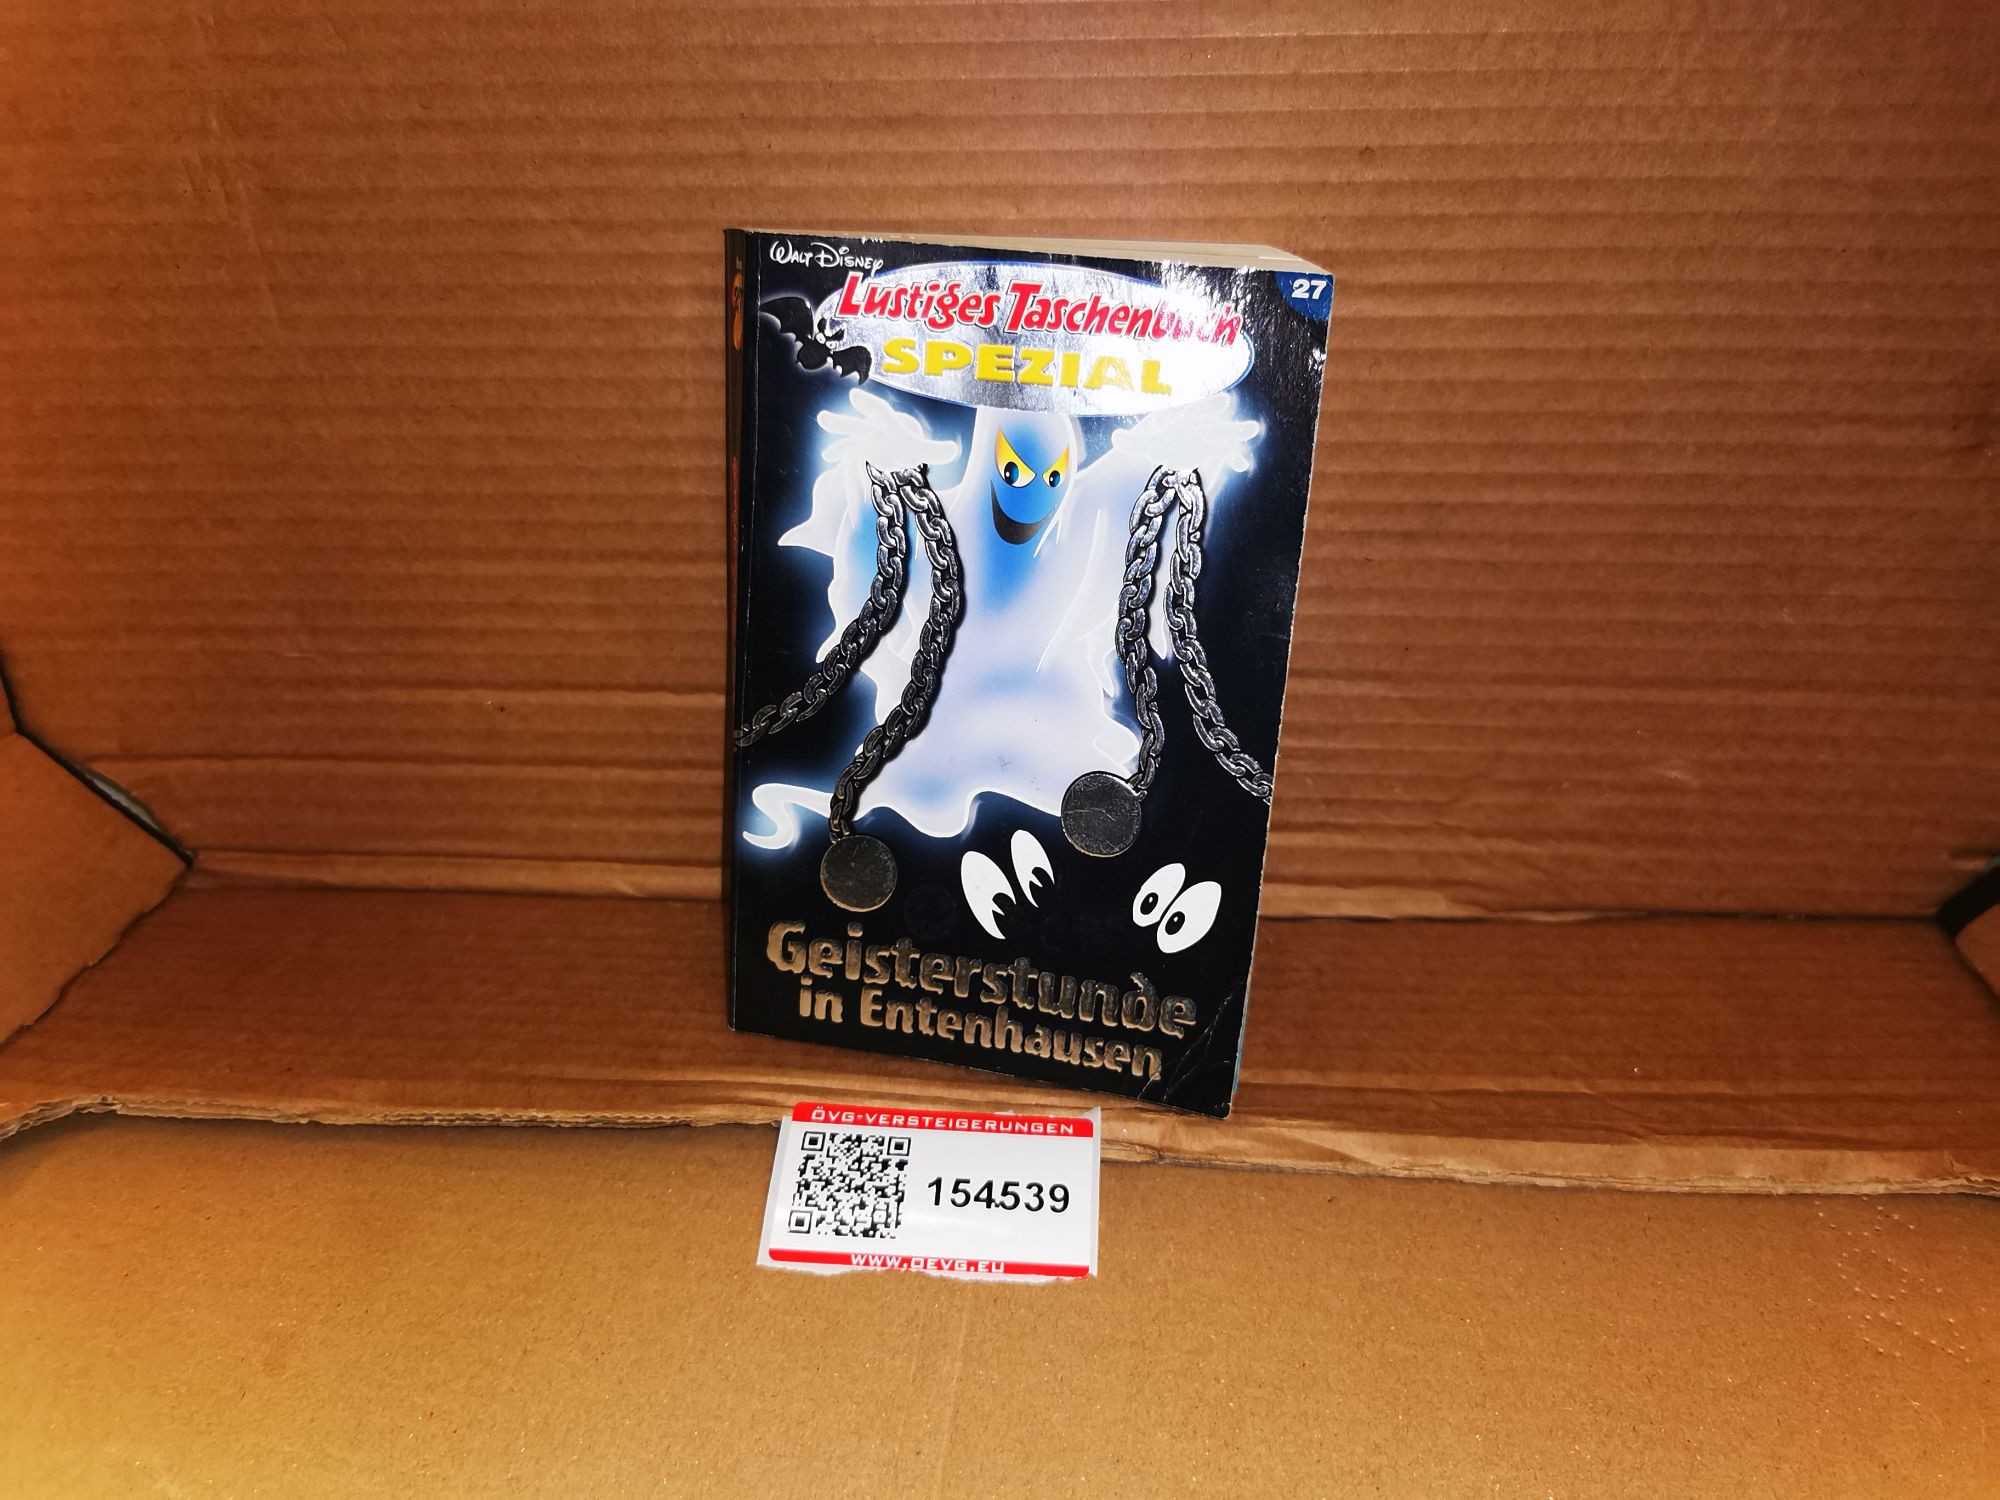 Walt Disney
27
Lustiges Taschenbuch
SPEZIAL
Geisterstunde
in Entenhausen
ÖVG-VERSTEIGERUNGEN
154539
WWW.OEVG.EU